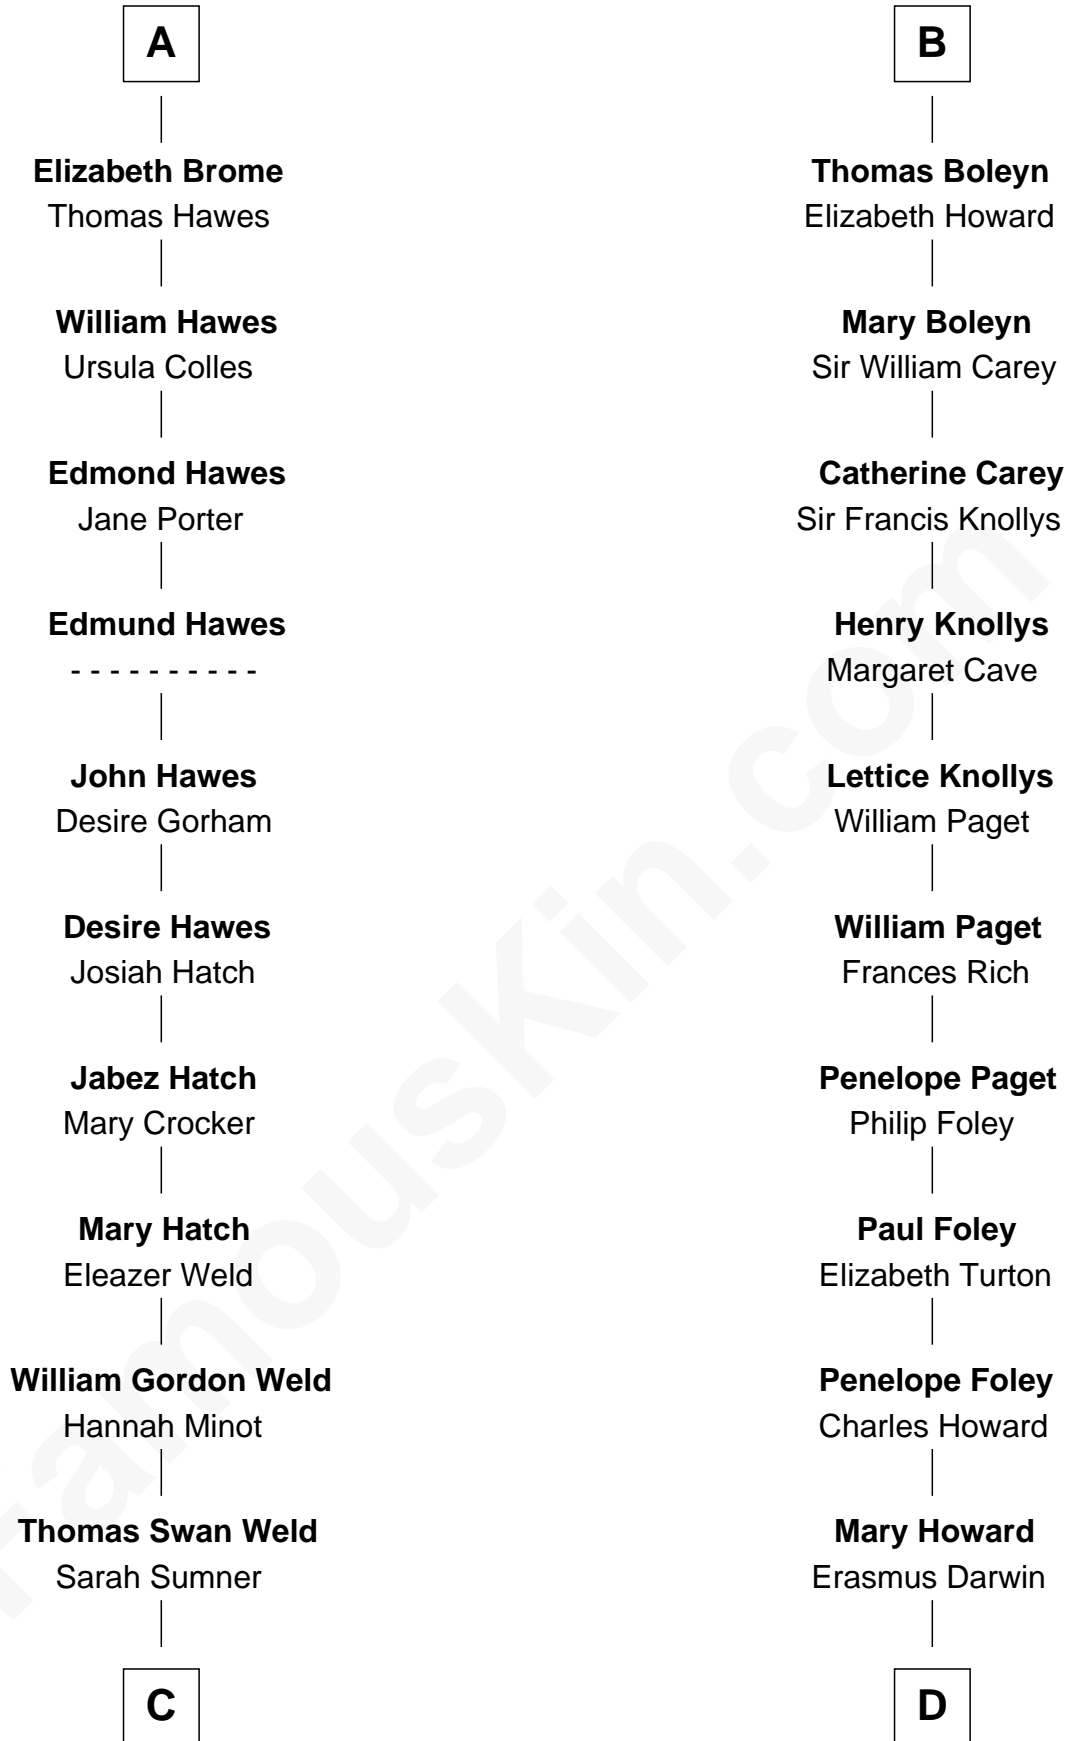 A
Elizabeth Brome
Thomas Hawes
William Hawes
Ursula Colles
Edmond Hawes
Jane Porter
Edmund Hawes
- - - - - - - - - -
John Hawes
Desire Gorham
Desire Hawes
Josiah Hatch
Jabez Hatch
Mary Crocker
Mary Hatch
Eleazer Weld
William Gordon Weld
Hannah Minot
Thomas Swan Weld
Sarah Sumner
C
B
Thomas Boleyn
Elizabeth Howard
Mary Boleyn
Sir William Carey
Catherine Carey
Sir Francis Knollys
Henry Knollys
Margaret Cave
Lettice Knollys
William Paget
William Paget
Frances Rich
Penelope Paget
Philip Foley
Paul Foley
Elizabeth Turton
Penelope Foley
Charles Howard
Mary Howard
Erasmus Darwin
D
FamousKin.com